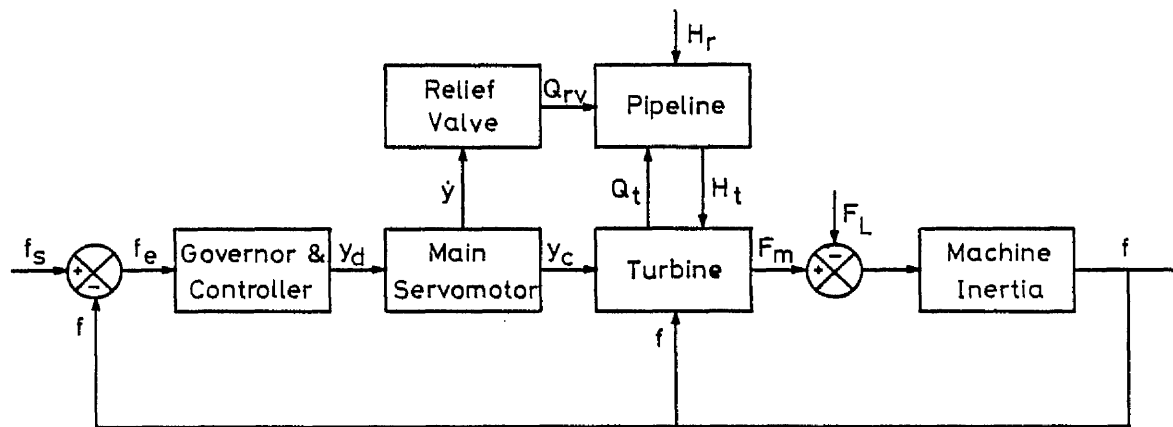 H_r
Relief
Valve
Q_rv
Pipeline
ẏ
Q_t
H_t
F_L
f_s
+
−
f_e
Governor &
Controller
y_d
Main
Servomotor
y_c
Turbine
F_m
+
−
Machine
Inertia
f
f
f